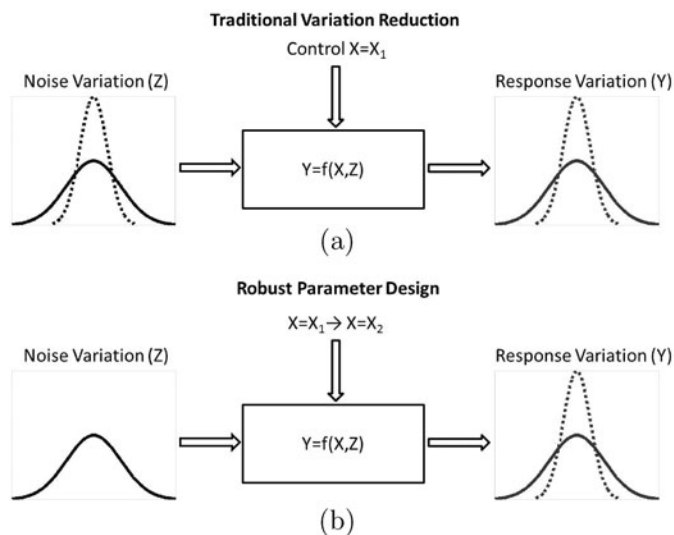 Traditional Variation Reduction
Control X=X₁
Noise Variation (Z)
Response Variation (Y)
Y=f(X,Z)
(a)
Robust Parameter Design
X=X₁→ X=X₂
Noise Variation (Z)
Response Variation (Y)
Y=f(X,Z)
(b)